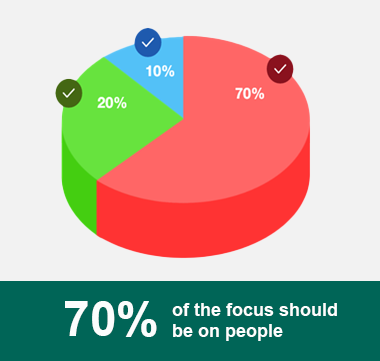 10%
20%
70%
70%
of the focus should
be on people